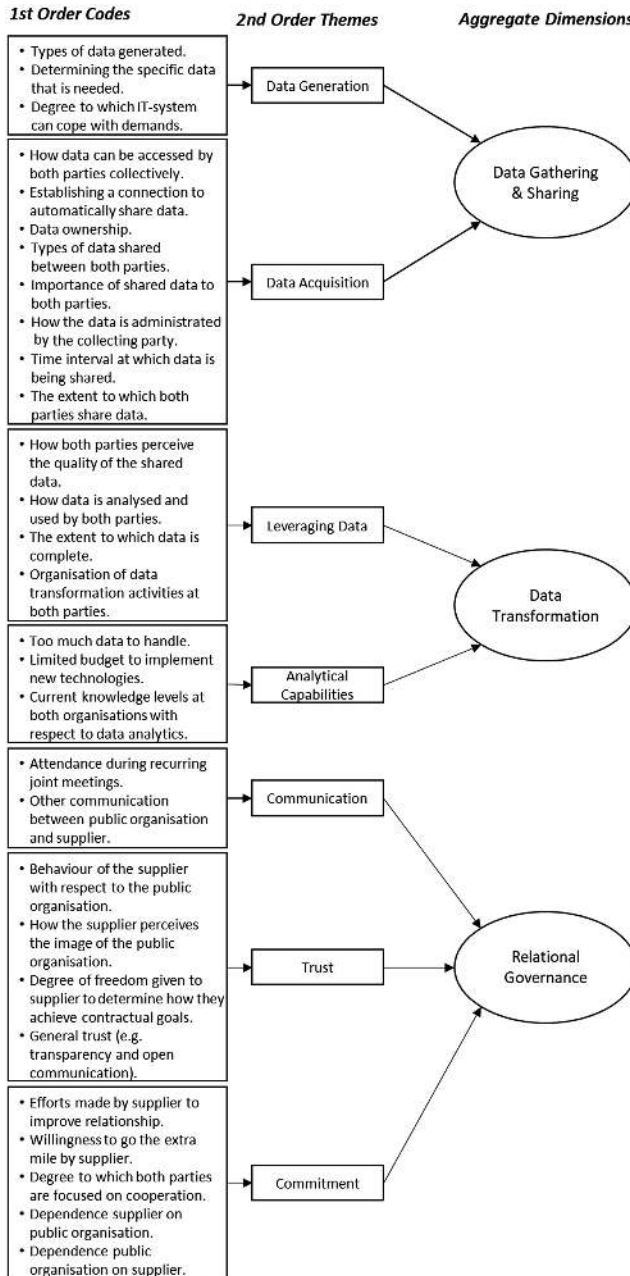 1st Order Codes
2nd Order Themes
Aggregate Dimensions
• Types of data generated.
• Determining the specific data
that is needed.
• Degree to which IT-system
can cope with demands.
Data Generation
• How data can be accessed by
both parties collectively.
• Establishing a connection to
automatically share data.
• Data ownership.
• Types of data shared
between both parties.
• Importance of shared data to
both parties.
• How the data is administrated
by the collecting party.
• Time interval at which data is
being shared.
• The extent to which both
parties share data.
Data Acquisition
Data Gathering
& Sharing
• How both parties perceive
the quality of the shared
data.
• How data is analysed and
used by both parties.
• The extent to which data is
complete.
• Organisation of data
transformation activities at
both parties.
Leveraging Data
• Too much data to handle.
• Limited budget to implement
new technologies.
• Current knowledge levels at
both organisations with
respect to data analytics.
Analytical
Capabilities
Data
Transformation
• Attendance during recurring
joint meetings.
• Other communication
between public organisation
and supplier.
Communication
• Behaviour of the supplier
with respect to the public
organisation.
• How the supplier perceives
the image of the public
organisation.
• Degree of freedom given to
supplier to determine how they
achieve contractual goals.
• General trust (e.g.
transparency and open
communication).
Trust
• Efforts made by supplier to
improve relationship.
• Willingness to go the extra
mile by supplier.
• Degree to which both parties
are focused on cooperation.
• Dependence supplier on
public organisation.
• Dependence public
organisation on supplier.
Commitment
Relational
Governance